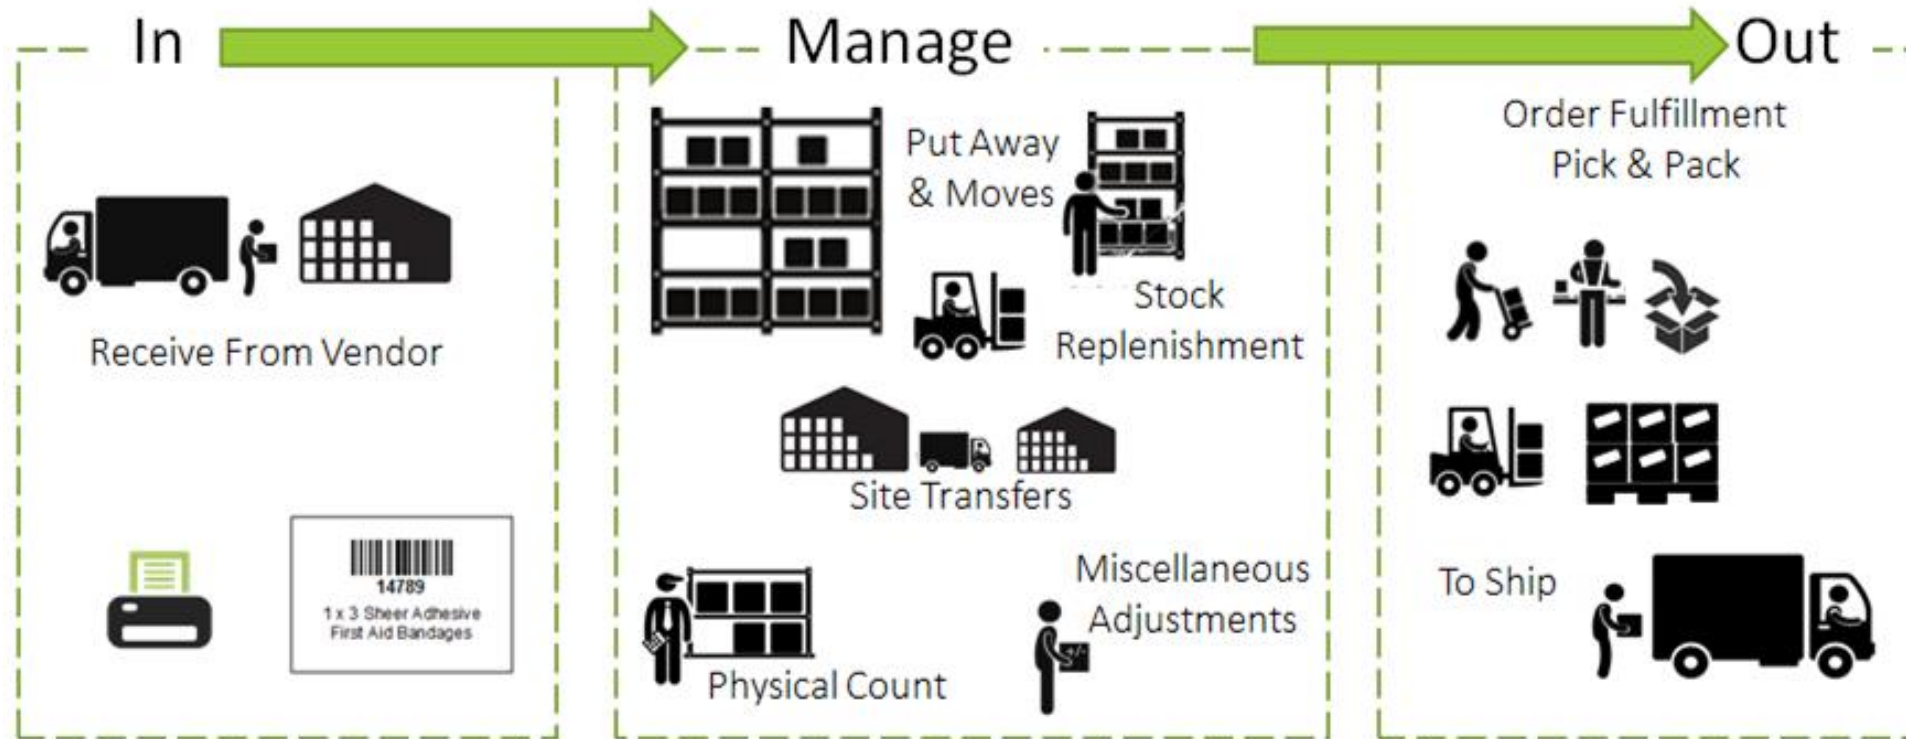 In
Manage
Out
Receive From Vendor
14789
1 x 3 Sheer Adhesive
First Aid Bandages
Put Away
& Moves
Stock
Replenishment
Site Transfers
Physical Count
Miscellaneous
Adjustments
+/-
Order Fulfillment
Pick & Pack
To Ship